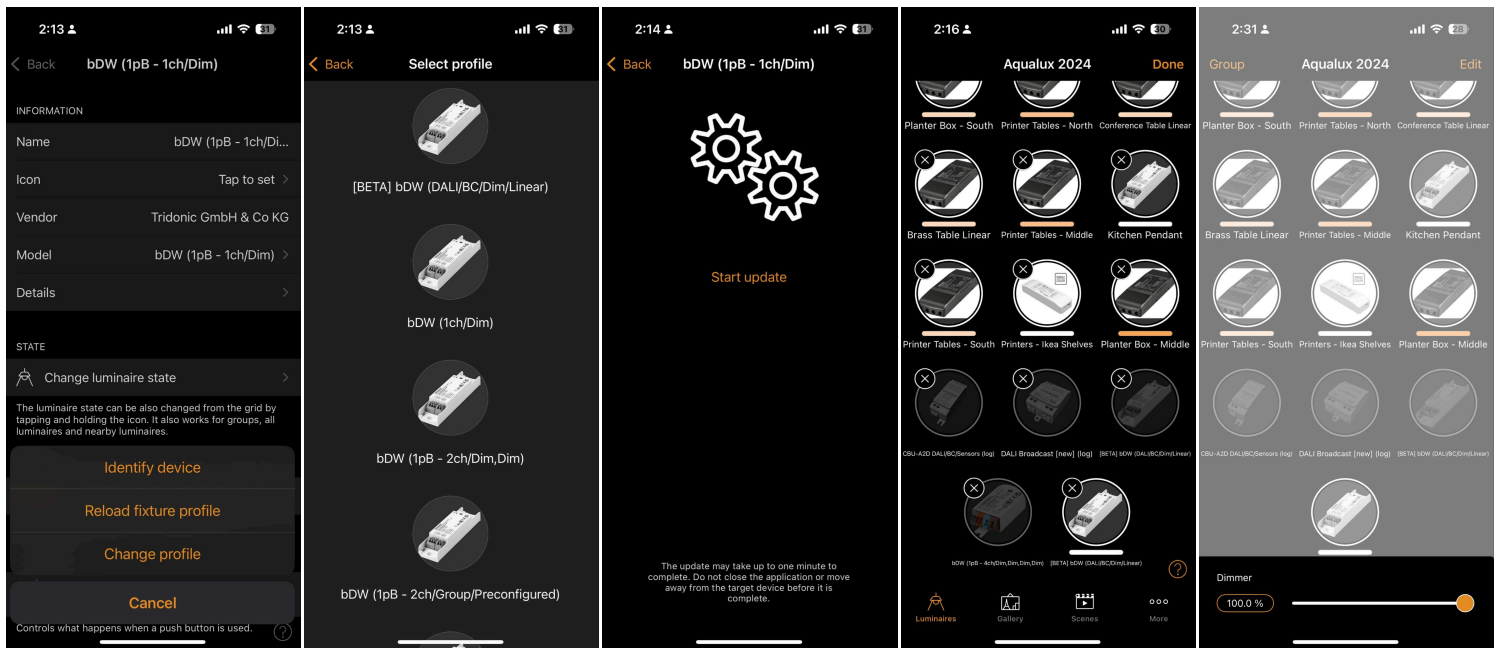 2:13
31
Back
bDW (1pB - 1ch/Dim)
INFORMATION
Name
bDW (1pB - 1ch/Di...
Icon
Tap to set
Vendor
Tridonic GmbH & Co KG
Model
bDW (1pB - 1ch/Dim)
Details
STATE
Change luminaire state
The luminaire state can be also changed from the grid by
tapping and holding the icon. It also works for groups, all
luminaires and nearby luminaires.
Identify device
Reload fixture profile
Change profile
Cancel
Controls what happens when a push button is used.
?
2:13
31
Back
Select profile
[BETA] bDW (DALI/BC/Dim/Linear)
bDW (1ch/Dim)
bDW (1pB - 2ch/Dim,Dim)
bDW (1pB - 2ch/Group/Preconfigured)
2:14
31
Back
bDW (1pB - 1ch/Dim)
Start update
The update may take up to one minute to
complete. Do not close the application or move
away from the target device before it is
complete.
2:16
30
Aqualux 2024
Done
Planter Box - South
Printer Tables - North
Conference Table Linear
Brass Table Linear
Printer Tables - Middle
Kitchen Pendant
Printer Tables - South
Printers - Ikea Shelves
Planter Box - Middle
CBU-A2D DALI/BC/Sensors (log)
DALI Broadcast [new] (log)
[BETA] bDW (DALI/BC/Dim/Linear)
bDW (1pB - 4ch/Dim,Dim,Dim,Dim)
[BETA] bDW (DALI/BC/Dim/Linear)
?
Luminaires
Gallery
Scenes
More
2:31
28
Group
Aqualux 2024
Edit
Planter Box - South
Printer Tables - North
Conference Table Linear
Brass Table Linear
Printer Tables - Middle
Kitchen Pendant
Printer Tables - South
Printers - Ikea Shelves
Planter Box - Middle
CBU-A2D DALI/BC/Sensors (log)
DALI Broadcast [new] (log)
[BETA] bDW (DALI/BC/Dim/Linear)
Dimmer
100.0 %